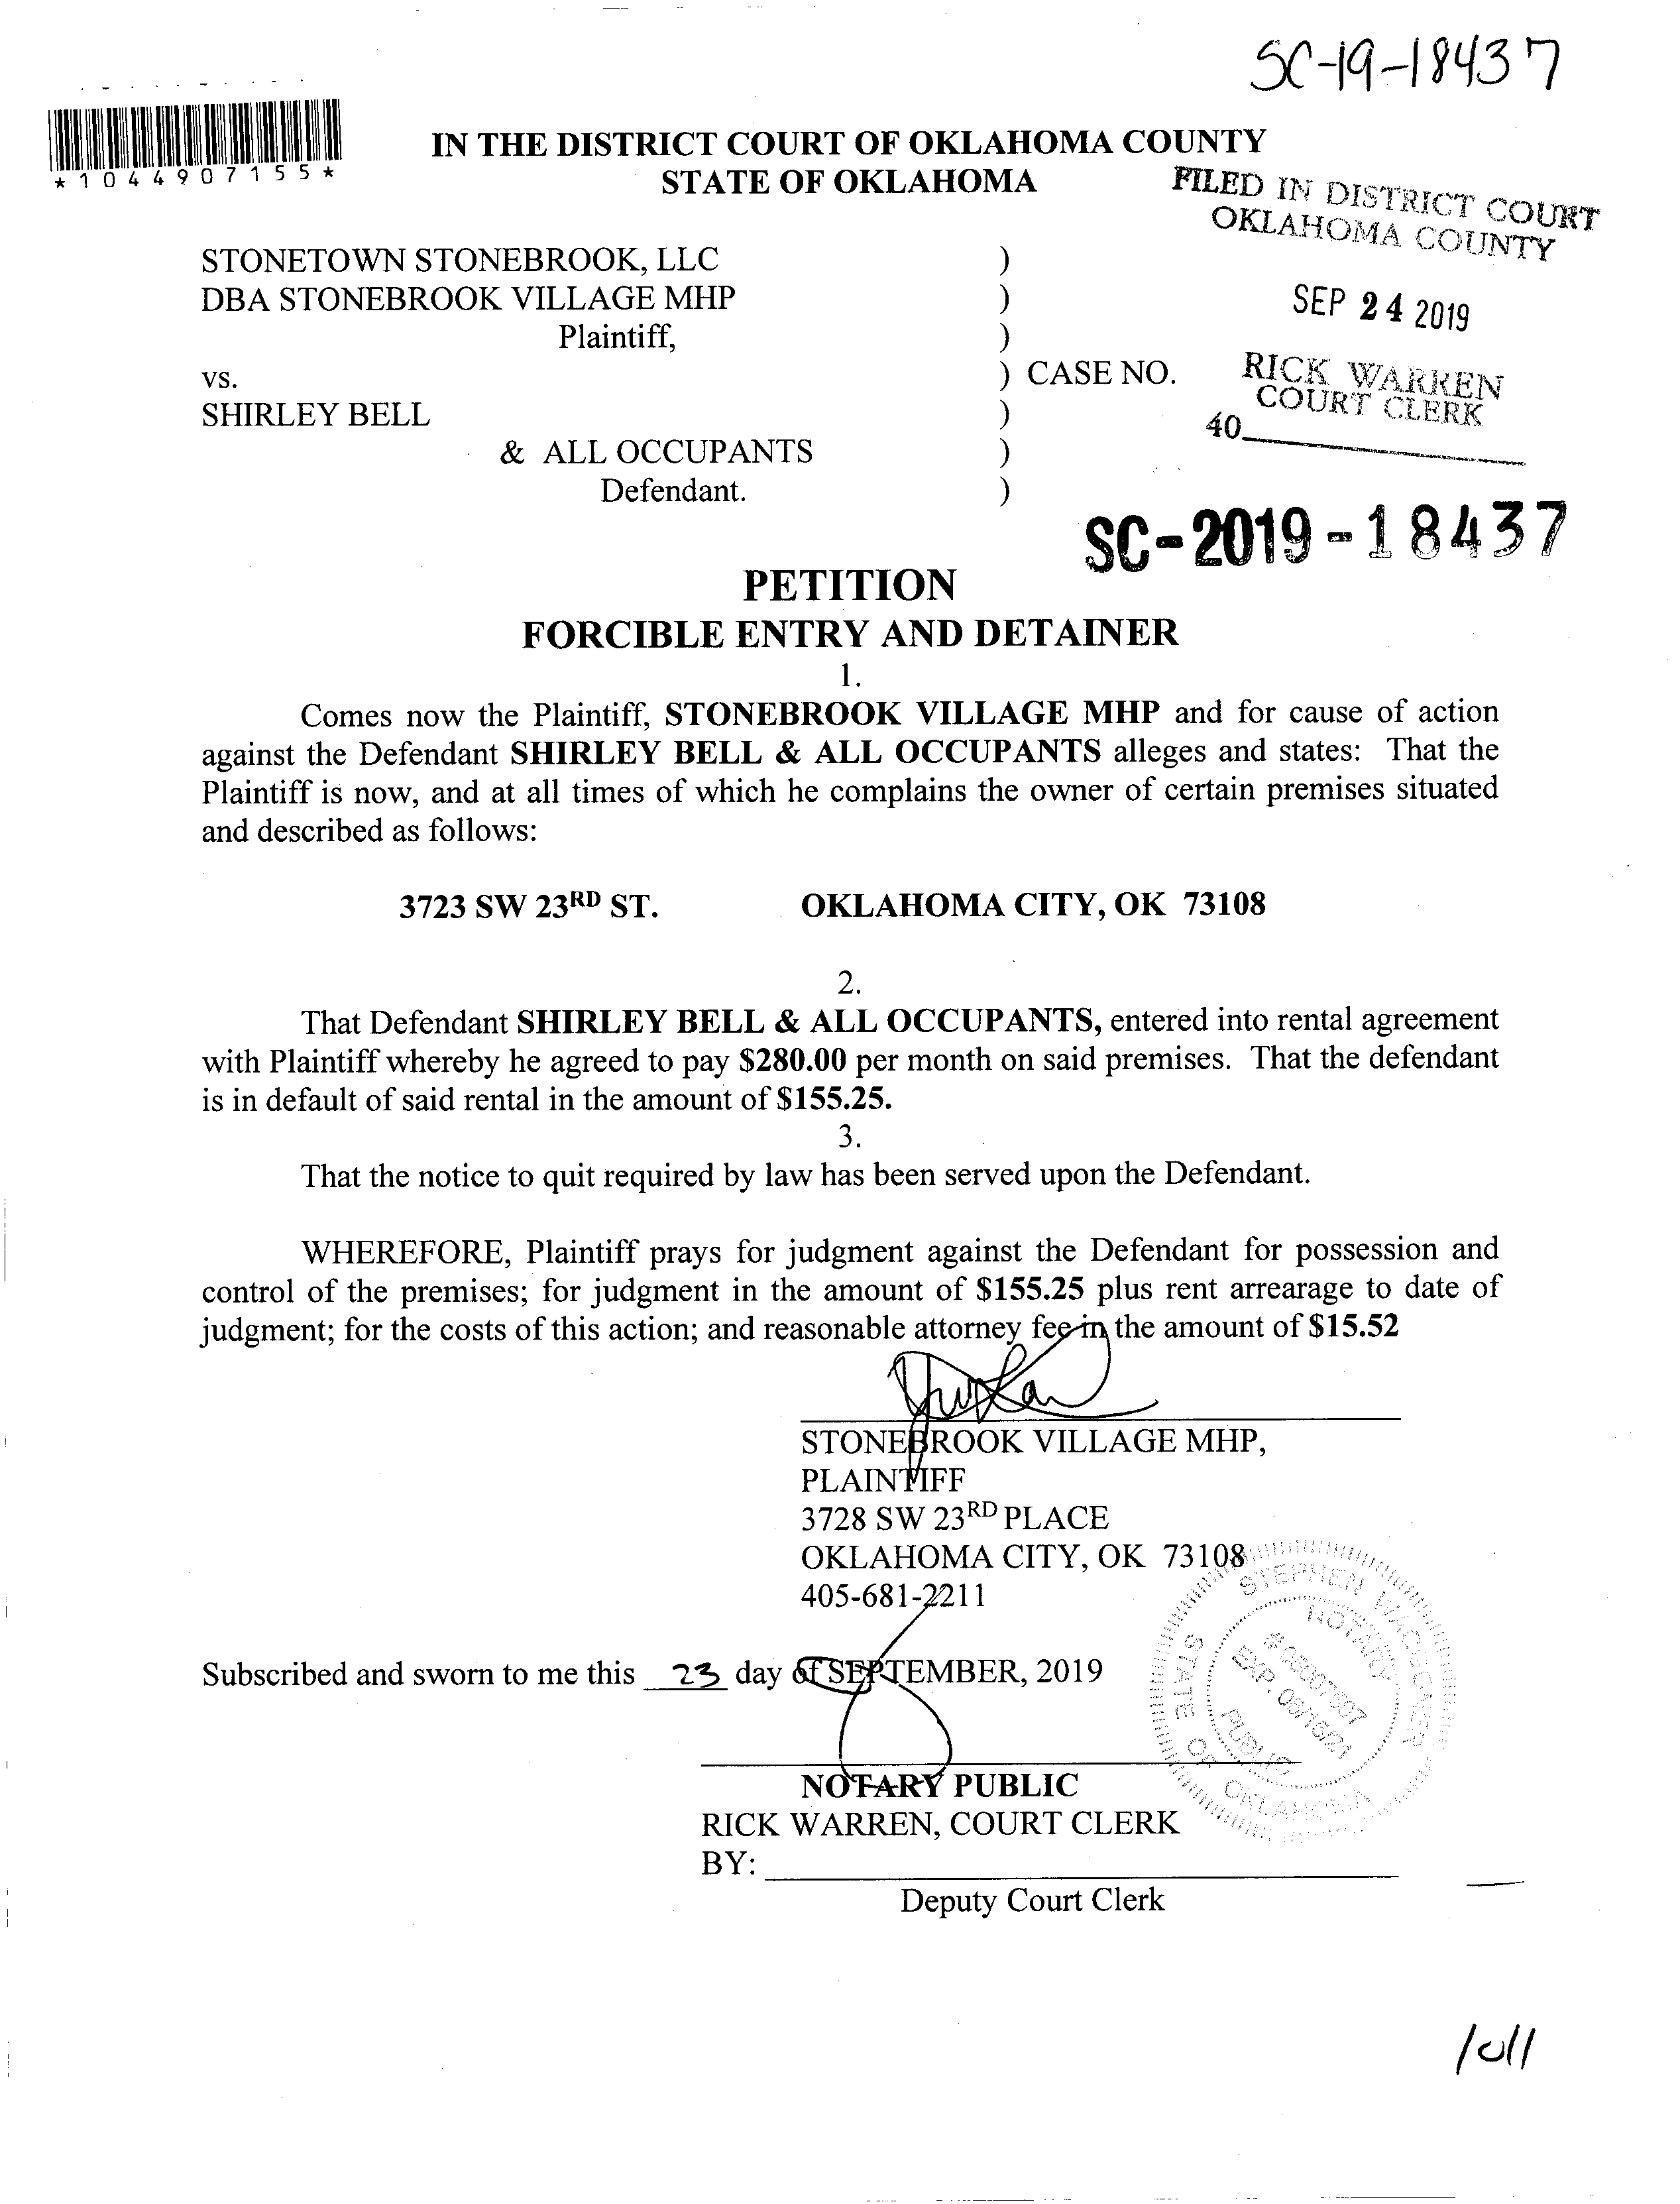 SC-19-18437
*1044907155*
IN THE DISTRICT COURT OF OKLAHOMA COUNTY
STATE OF OKLAHOMA
FILED IN DISTRICT COURT
OKLAHOMA COUNTY
STONETOWN STONEBROOK, LLC )
DBA STONEBROOK VILLAGE MHP )
SEP 24 2019
Plaintiff, )
vs. ) CASE NO.
RICK WARREN
COURT CLERK
SHIRLEY BELL )
40
& ALL OCCUPANTS )
Defendant. )
SC-2019-18437
PETITION
FORCIBLE ENTRY AND DETAINER
1.
Comes now the Plaintiff, STONEBROOK VILLAGE MHP and for cause of action
against the Defendant SHIRLEY BELL & ALL OCCUPANTS alleges and states: That the
Plaintiff is now, and at all times of which he complains the owner of certain premises situated
and described as follows:
3723 SW 23RD ST. OKLAHOMA CITY, OK 73108
2.
That Defendant SHIRLEY BELL & ALL OCCUPANTS, entered into rental agreement
with Plaintiff whereby he agreed to pay $280.00 per month on said premises. That the defendant
is in default of said rental in the amount of $155.25.
3.
That the notice to quit required by law has been served upon the Defendant.
WHEREFORE, Plaintiff prays for judgment against the Defendant for possession and
control of the premises; for judgment in the amount of $155.25 plus rent arrearage to date of
judgment; for the costs of this action; and reasonable attorney fee in the amount of $15.52
STONEBROOK VILLAGE MHP,
PLAINTIFF
3728 SW 23RD PLACE
OKLAHOMA CITY, OK 73108
405-681-2211
Subscribed and sworn to me this 23 day of SEPTEMBER, 2019
STEPHEN WAGGONER
NOTARY
# 05007607
EXP. 08/15/21
PUBLIC
STATE OF OKLAHOMA
NOTARY PUBLIC
RICK WARREN, COURT CLERK
BY:
Deputy Court Clerk